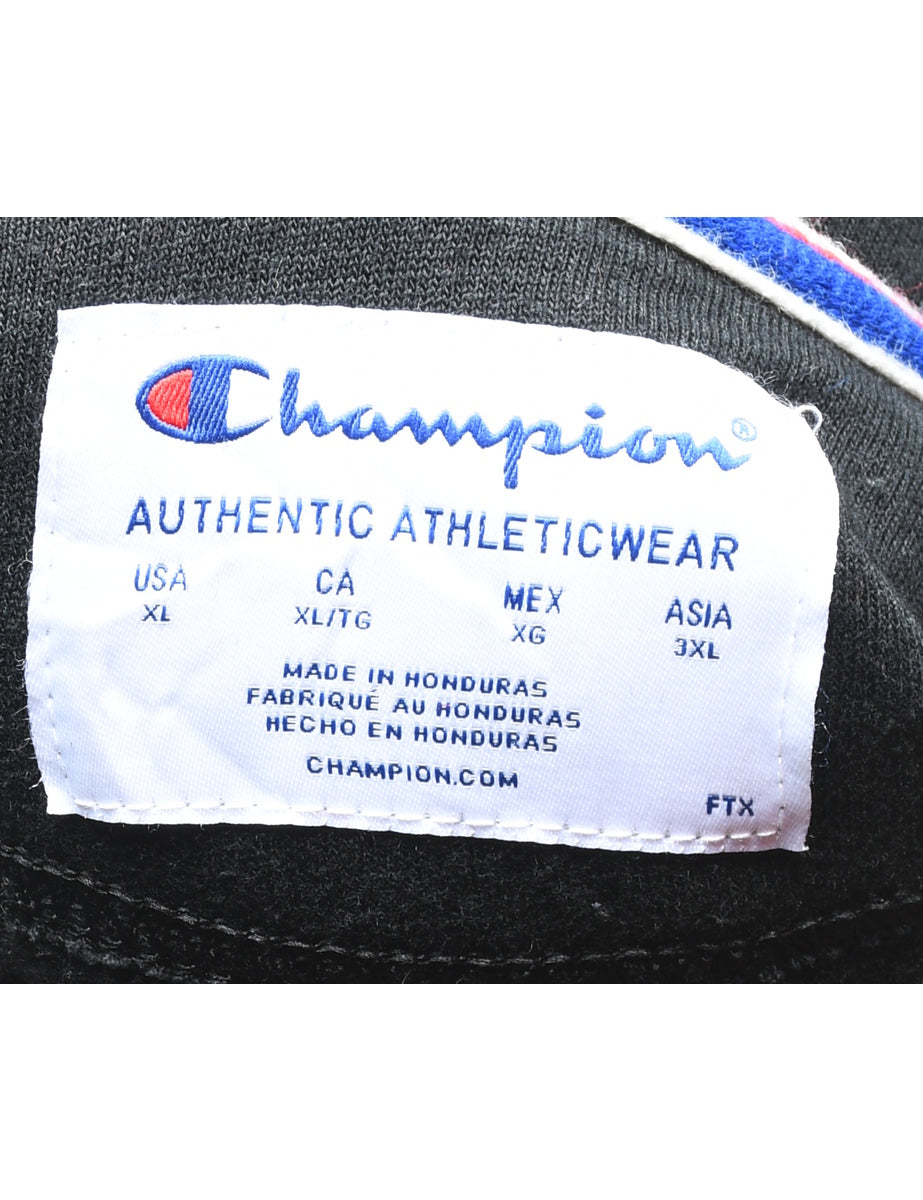 Champion®
AUTHENTIC ATHLETICWEAR
USA CA MEX ASIA
XL XL/TG XG 3XL
MADE IN HONDURAS
FABRIQUÉ AU HONDURAS
HECHO EN HONDURAS
CHAMPION.COM
FTX